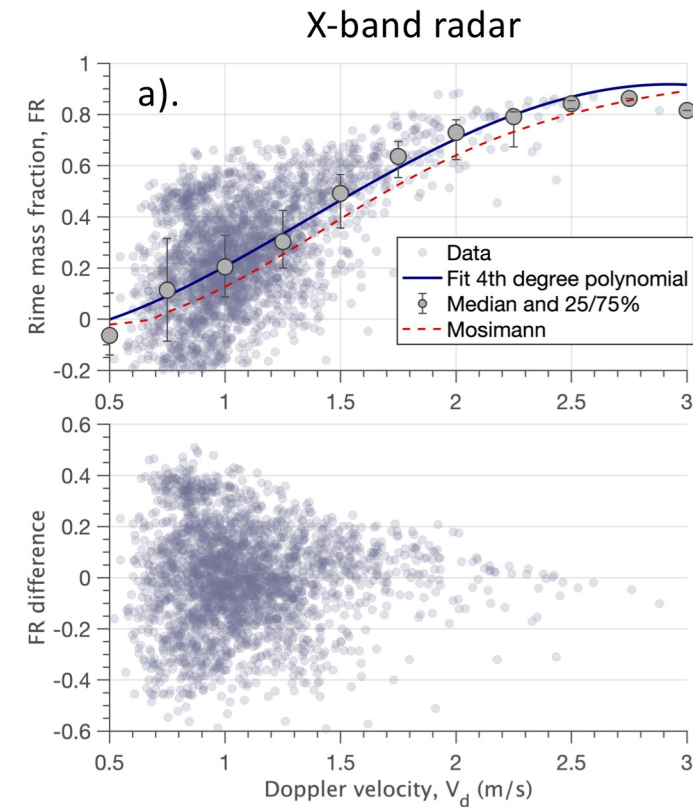 X-band radar
a).
Rime mass fraction, FR
1
0.8
0.6
0.4
0.2
0
-0.2
0.5 1 1.5 2 2.5 3
Data
Fit 4th degree polynomial
Median and 25/75%
Mosimann
FR difference
0.6
0.4
0.2
0
-0.2
-0.4
-0.6
0.5 1 1.5 2 2.5 3
Doppler velocity, V_d (m/s)